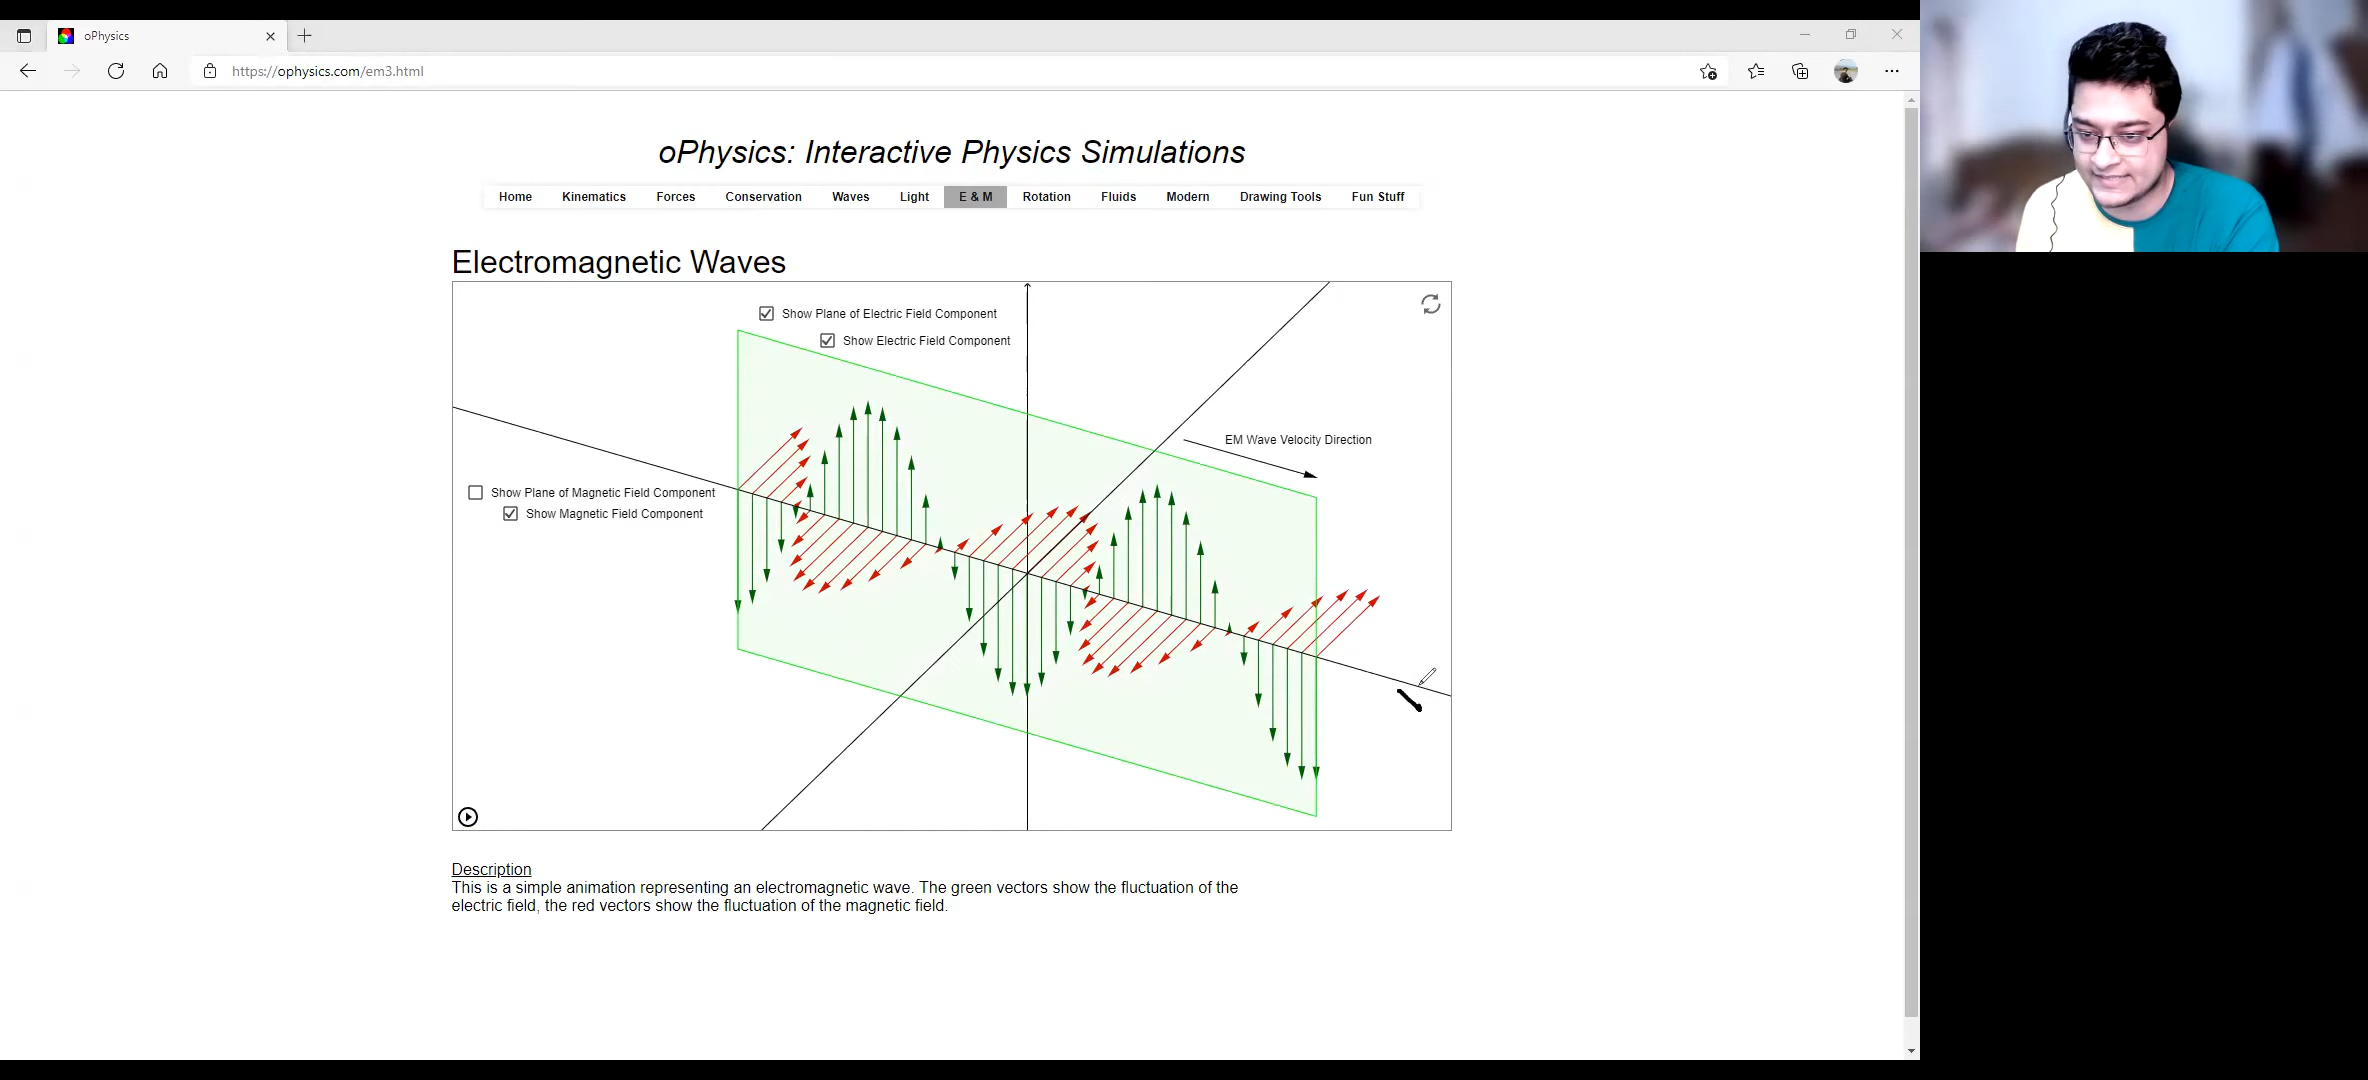 oPhysics
https://ophysics.com/em3.html
oPhysics: Interactive Physics Simulations
Home Kinematics Forces Conservation Waves Light E & M Rotation Fluids Modern Drawing Tools Fun Stuff
Electromagnetic Waves
Show Plane of Electric Field Component
Show Electric Field Component
EM Wave Velocity Direction
Show Plane of Magnetic Field Component
Show Magnetic Field Component
Description
This is a simple animation representing an electromagnetic wave. The green vectors show the fluctuation of the
electric field, the red vectors show the fluctuation of the magnetic field.